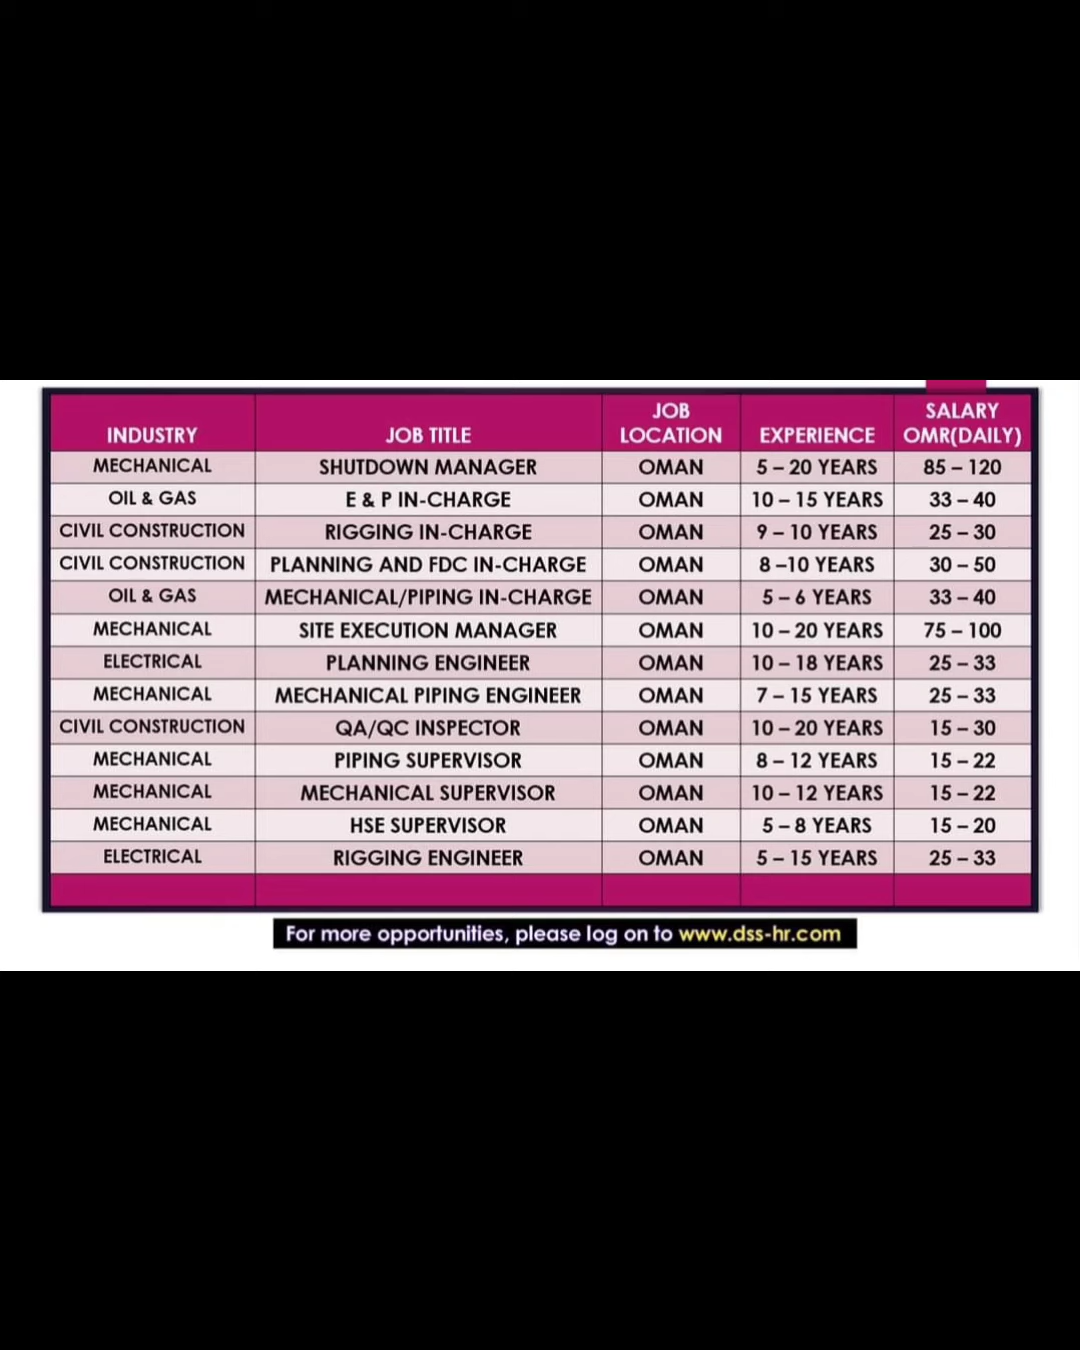 INDUSTRY JOB TITLE JOB LOCATION EXPERIENCE SALARY OMR(DAILY)
MECHANICAL SHUTDOWN MANAGER OMAN 5 – 20 YEARS 85 – 120
OIL & GAS E & P IN-CHARGE OMAN 10 – 15 YEARS 33 – 40
CIVIL CONSTRUCTION RIGGING IN-CHARGE OMAN 9 – 10 YEARS 25 – 30
CIVIL CONSTRUCTION PLANNING AND FDC IN-CHARGE OMAN 8 –10 YEARS 30 – 50
OIL & GAS MECHANICAL/PIPING IN-CHARGE OMAN 5 – 6 YEARS 33 – 40
MECHANICAL SITE EXECUTION MANAGER OMAN 10 – 20 YEARS 75 – 100
ELECTRICAL PLANNING ENGINEER OMAN 10 – 18 YEARS 25 – 33
MECHANICAL MECHANICAL PIPING ENGINEER OMAN 7 – 15 YEARS 25 – 33
CIVIL CONSTRUCTION QA/QC INSPECTOR OMAN 10 – 20 YEARS 15 – 30
MECHANICAL PIPING SUPERVISOR OMAN 8 – 12 YEARS 15 – 22
MECHANICAL MECHANICAL SUPERVISOR OMAN 10 – 12 YEARS 15 – 22
MECHANICAL HSE SUPERVISOR OMAN 5 – 8 YEARS 15 – 20
ELECTRICAL RIGGING ENGINEER OMAN 5 – 15 YEARS 25 – 33
For more opportunities, please log on to www.dss-hr.com